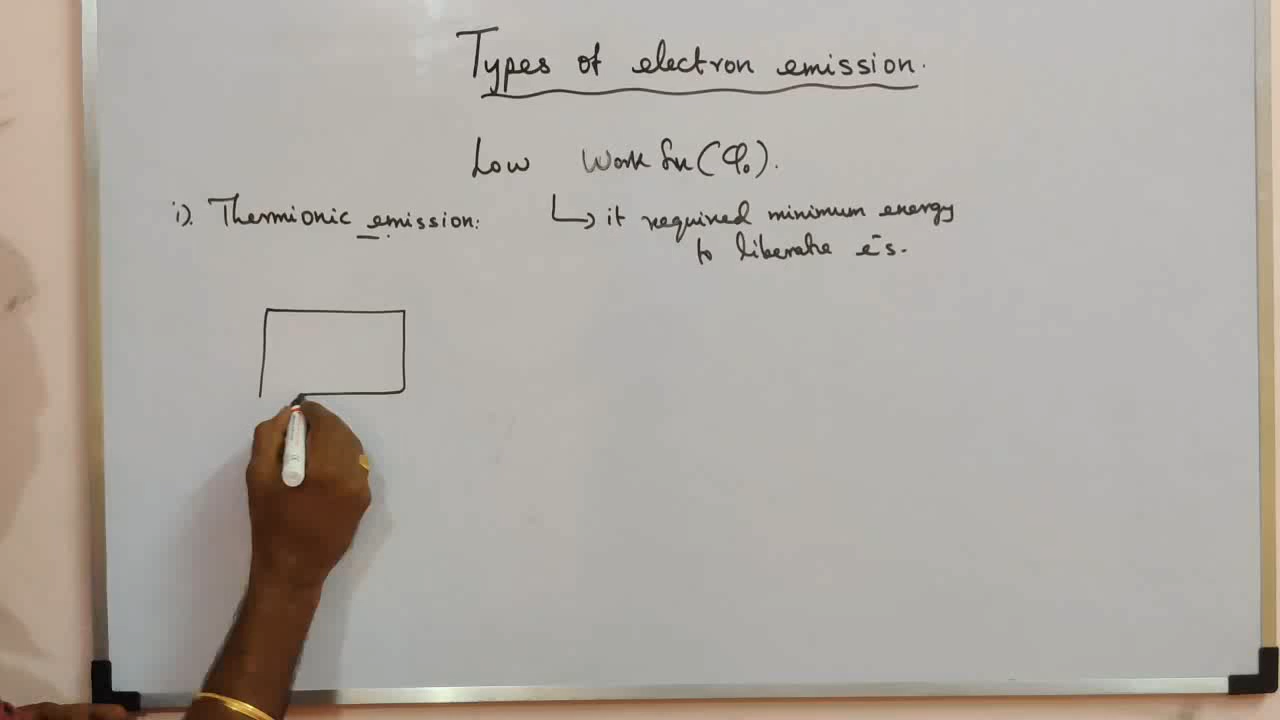 Types of electron emission.
Low Work fn (φ₀).
i). Thermionic emission:
↳ it required minimum energy
to liberate e⁻s.